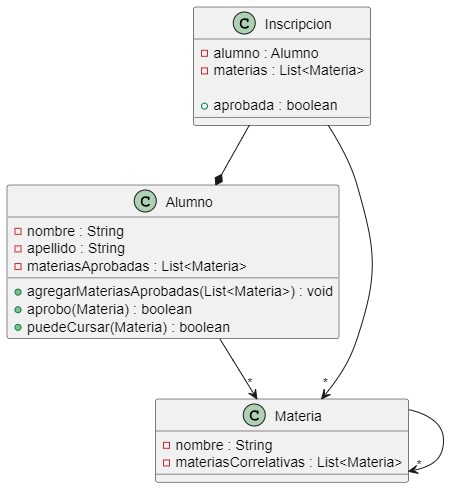 C Inscripcion
alumno : Alumno
materias : List<Materia>
aprobada : boolean
C Alumno
nombre : String
apellido : String
materiasAprobadas : List<Materia>
agregarMateriasAprobadas(List<Materia>) : void
aprobo(Materia) : boolean
puedeCursar(Materia) : boolean
*
*
C Materia
nombre : String
materiasCorrelativas : List<Materia>
*